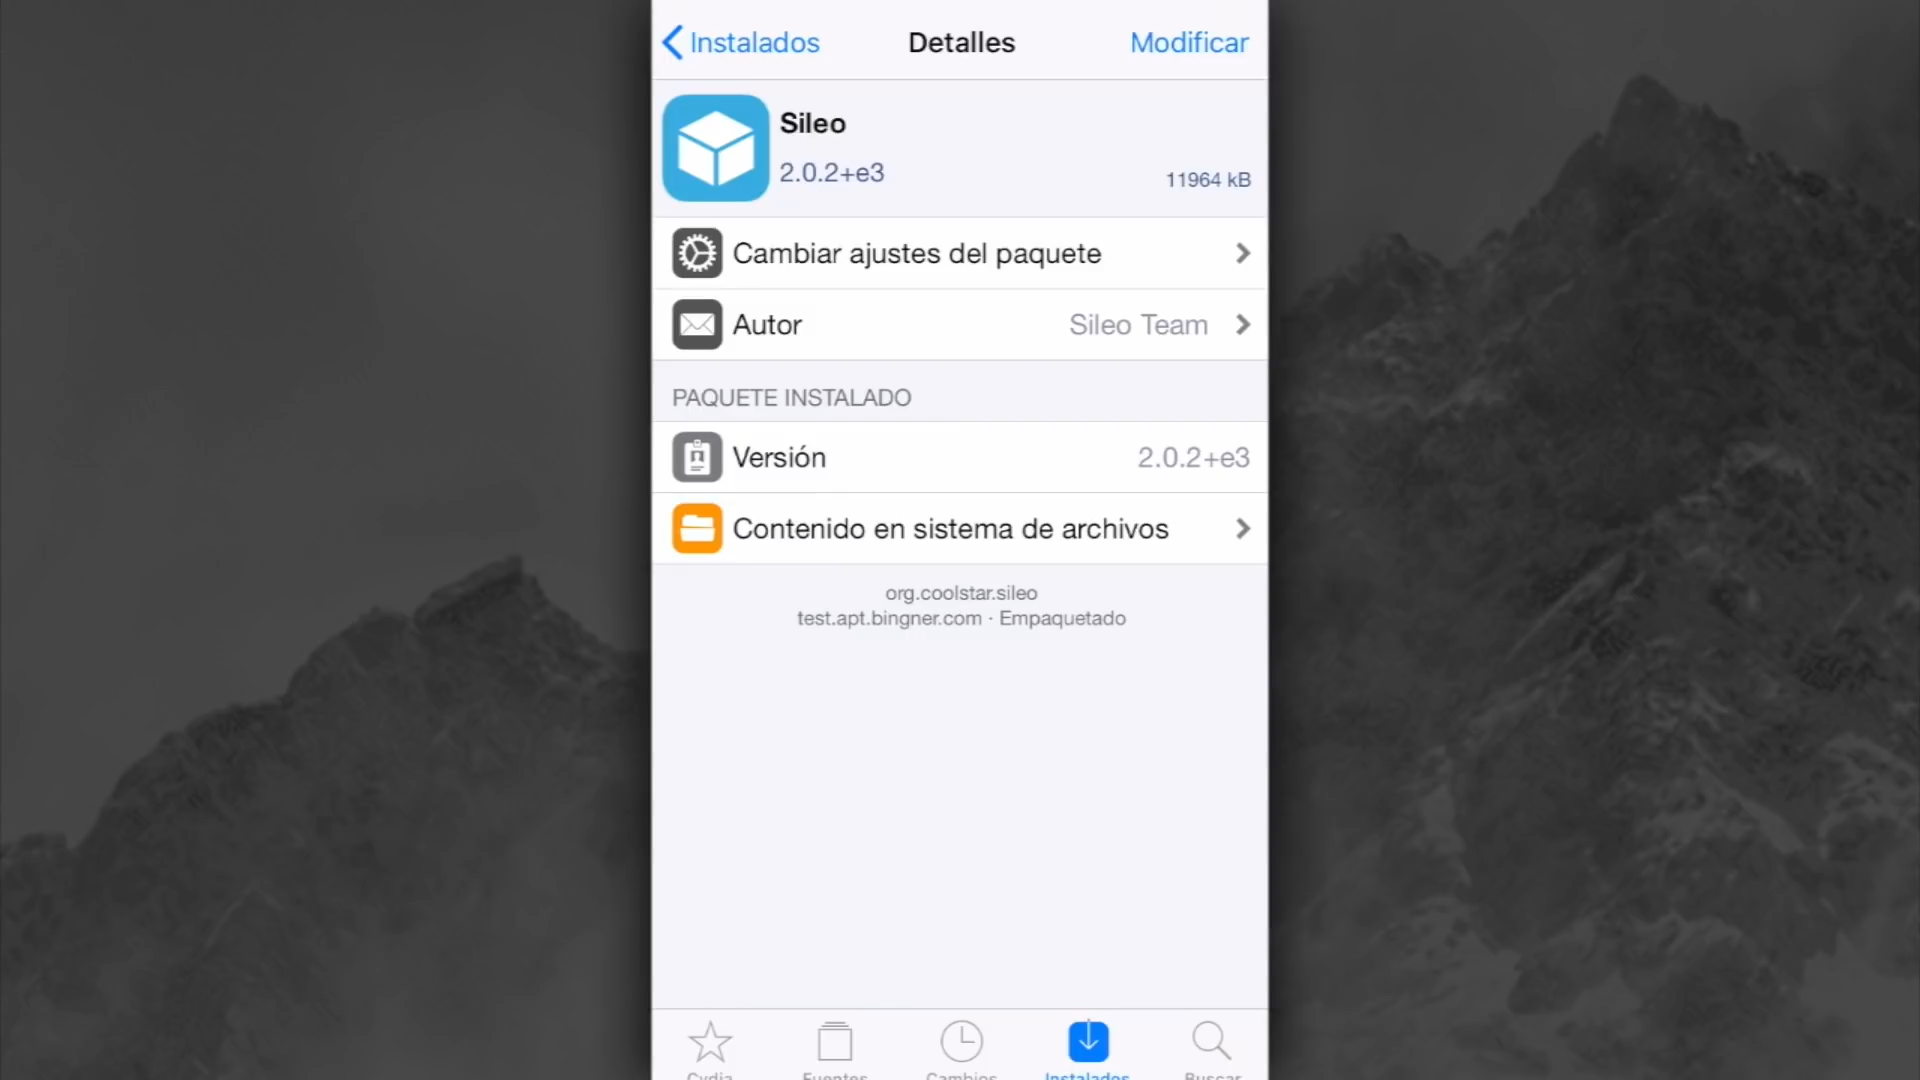 Instalados
Detalles
Modificar
Sileo
2.0.2+e3
11964 kB
Cambiar ajustes del paquete
Autor
Sileo Team
PAQUETE INSTALADO
Versión
2.0.2+e3
Contenido en sistema de archivos
org.coolstar.sileo
test.apt.bingner.com · Empaquetado
Cydia
Fuentes
Cambios
Instalados
Buscar